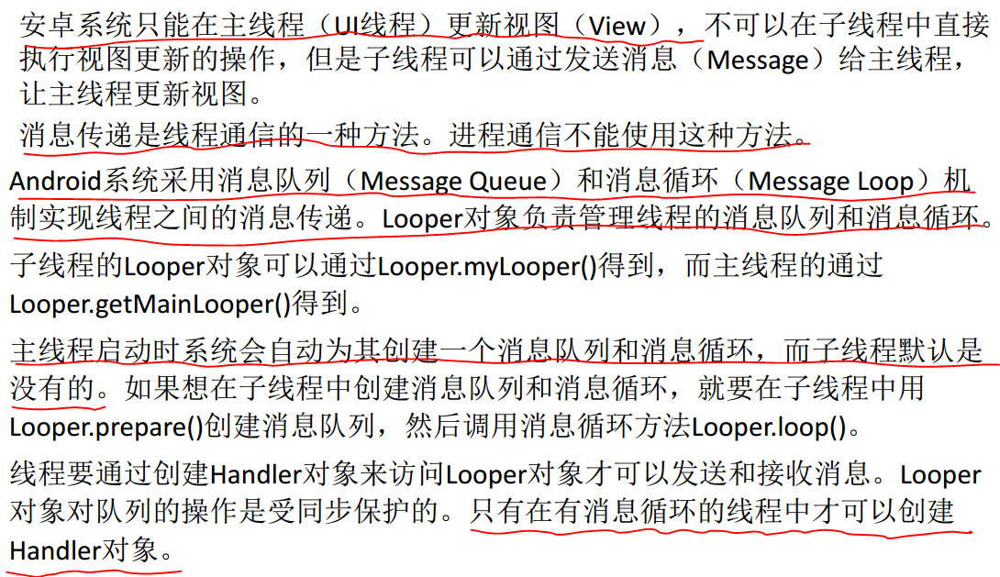 安卓系统只能在主线程（UI线程）更新视图（View），不可以在子线程中直接
执行视图更新的操作，但是子线程可以通过发送消息（Message）给主线程，
让主线程更新视图。
消息传递是线程通信的一种方法。进程通信不能使用这种方法。
Android系统采用消息队列（Message Queue）和消息循环（Message Loop）机
制实现线程之间的消息传递。Looper对象负责管理线程的消息队列和消息循环。
子线程的Looper对象可以通过Looper.myLooper()得到，而主线程的通过
Looper.getMainLooper()得到。
主线程启动时系统会自动为其创建一个消息队列和消息循环，而子线程默认是
没有的。如果想在子线程中创建消息队列和消息循环，就要在子线程中用
Looper.prepare()创建消息队列，然后调用消息循环方法Looper.loop()。
线程要通过创建Handler对象来访问Looper对象才可以发送和接收消息。Looper
对象对队列的操作是受同步保护的。只有在有消息循环的线程中才可以创建
Handler对象。